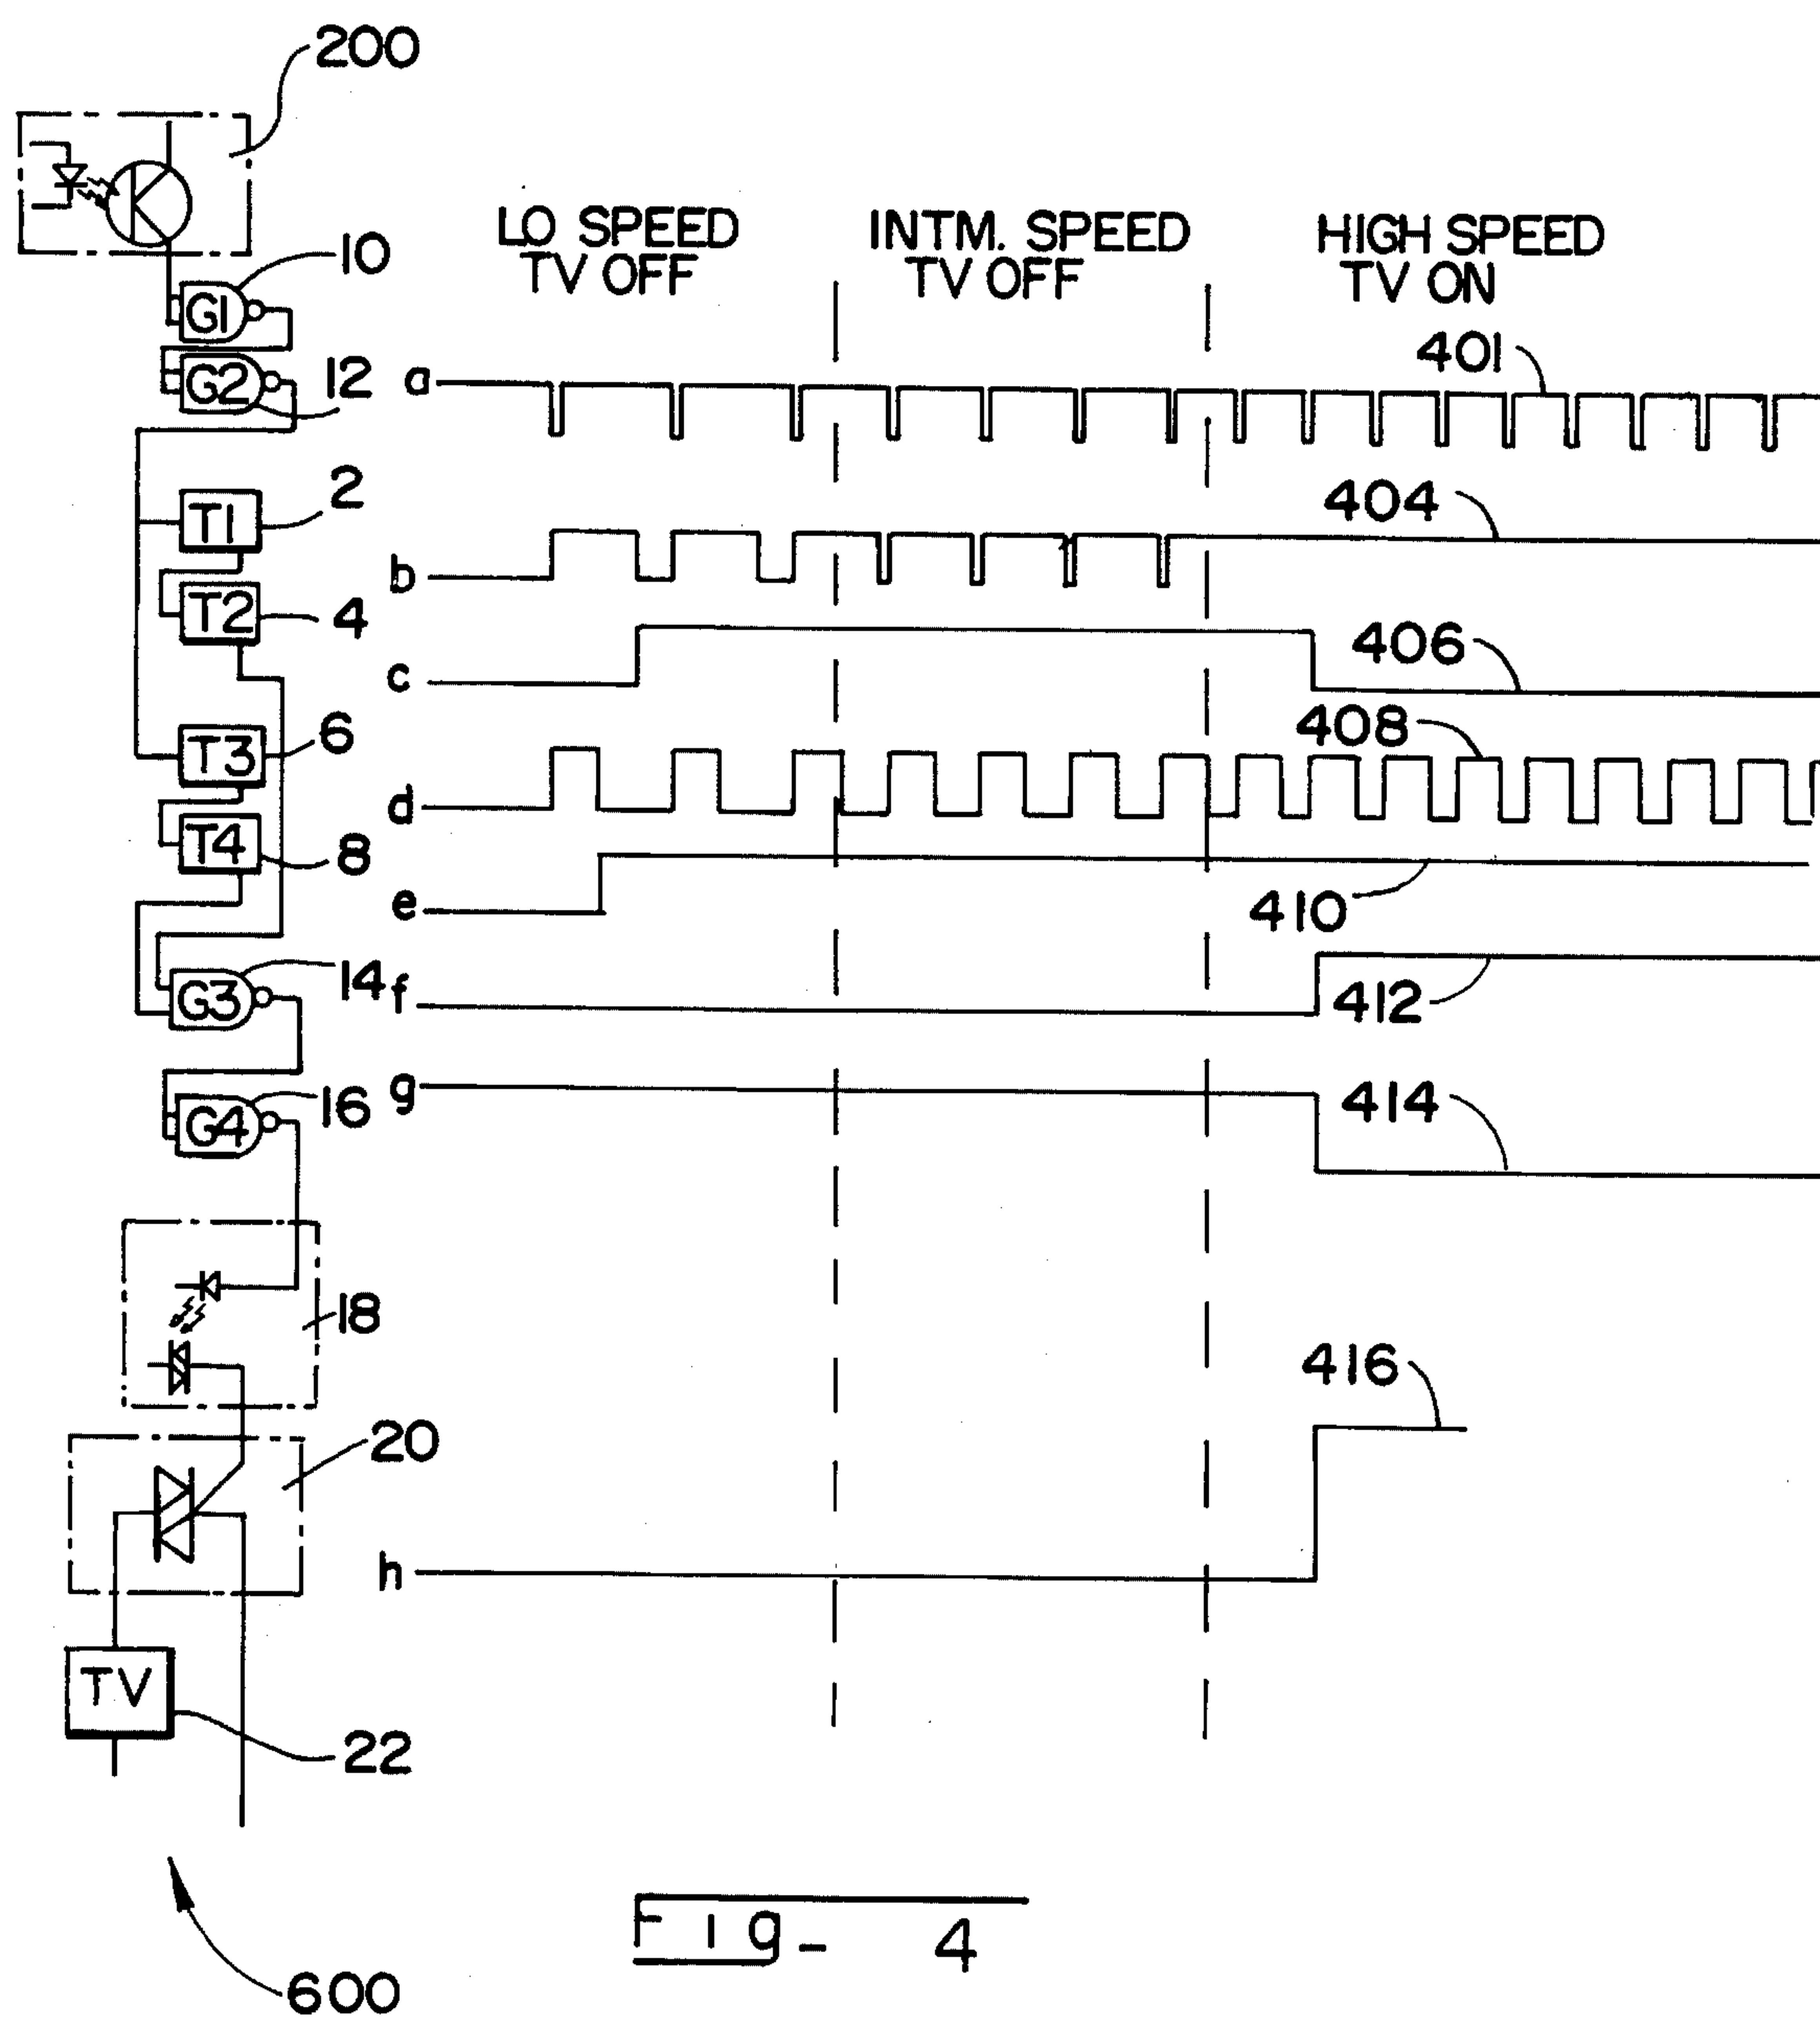 200
10
LO SPEED
TV OFF
INTM. SPEED
TV OFF
HIGH SPEED
TV ON
G1
401
G2
12
a
2
T1
404
b
T2
4
406
c
6
408
T3
d
T4
8
e
410
14
f
G3
412
g
16
414
G4
18
416
20
h
TV
22
Fig- 4
600